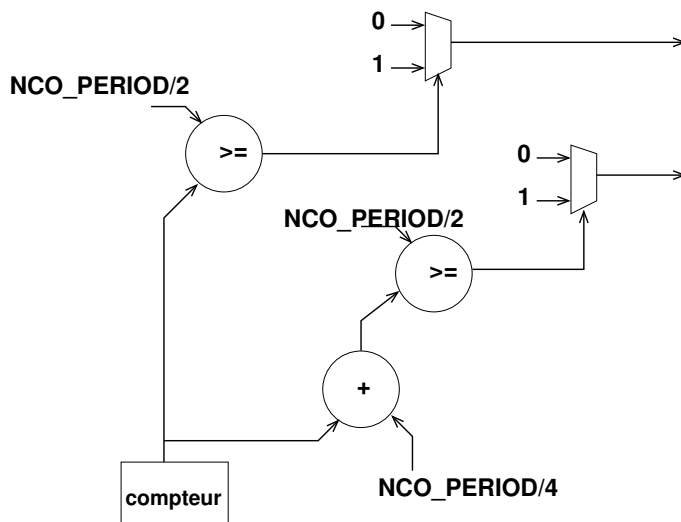 0
1
NCO_PERIOD/2
>=
0
1
NCO_PERIOD/2
>=
+
NCO_PERIOD/4
compteur